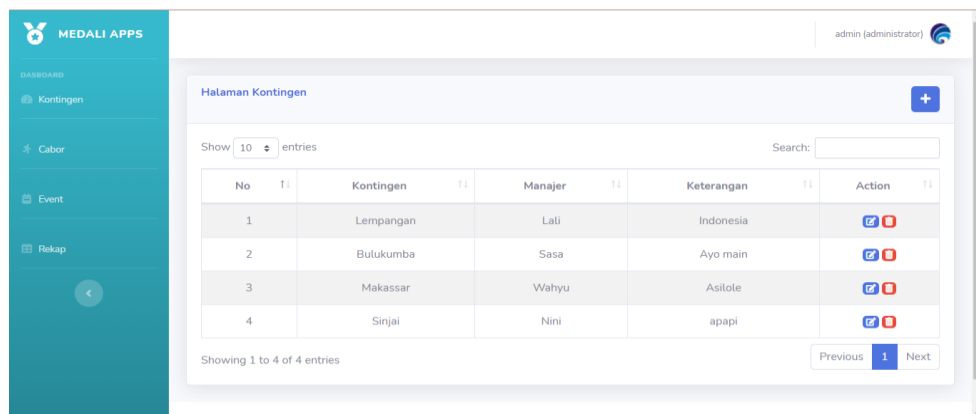 MEDALI APPS
admin (administrator)
DASBOARD
Kontingen
Cabor
Event
Rekap
Halaman Kontingen
Show 10 entries Search:
No Kontingen Manajer Keterangan Action
1 Lempangan Lali Indonesia
2 Bulukumba Sasa Ayo main
3 Makassar Wahyu Asilole
4 Sinjai Nini apapi
Showing 1 to 4 of 4 entries
Previous 1 Next